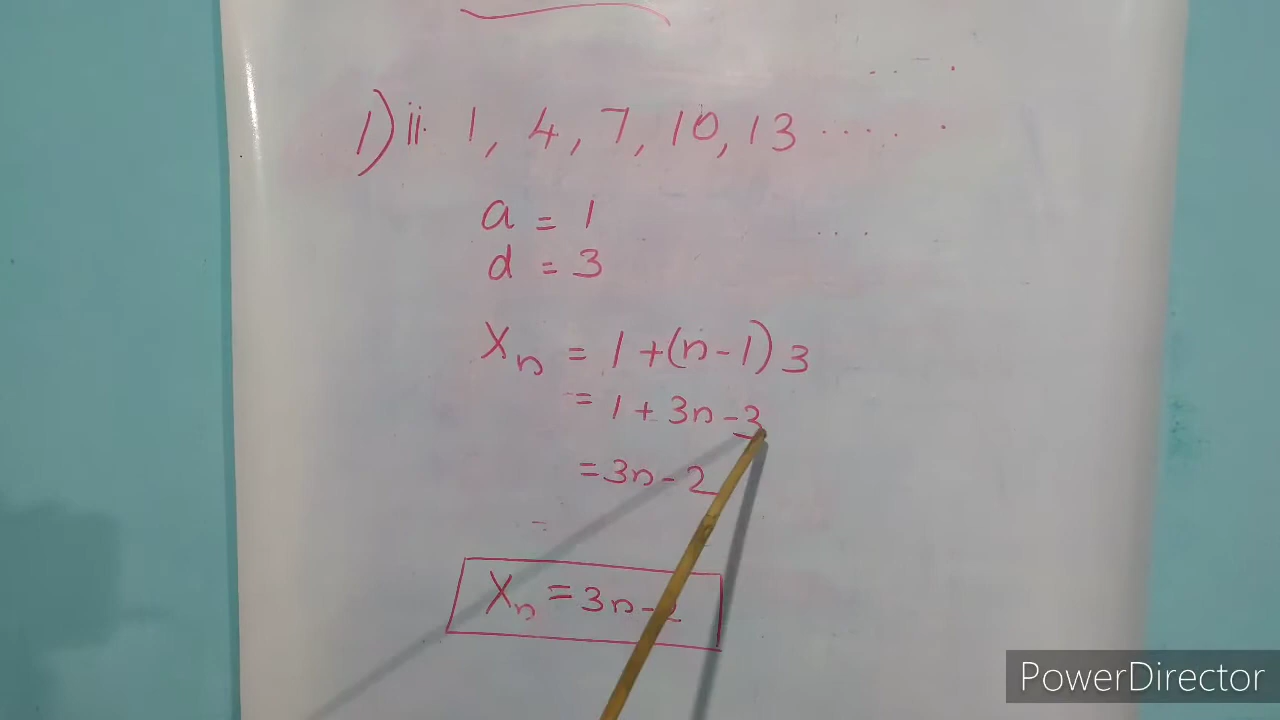 1) ii. 1, 4, 7, 10, 13 .....
a = 1
d = 3
Xn = 1 + (n - 1) 3
= 1 + 3n - 3
= 3n - 2
=
Xn = 3n - 2
PowerDirector